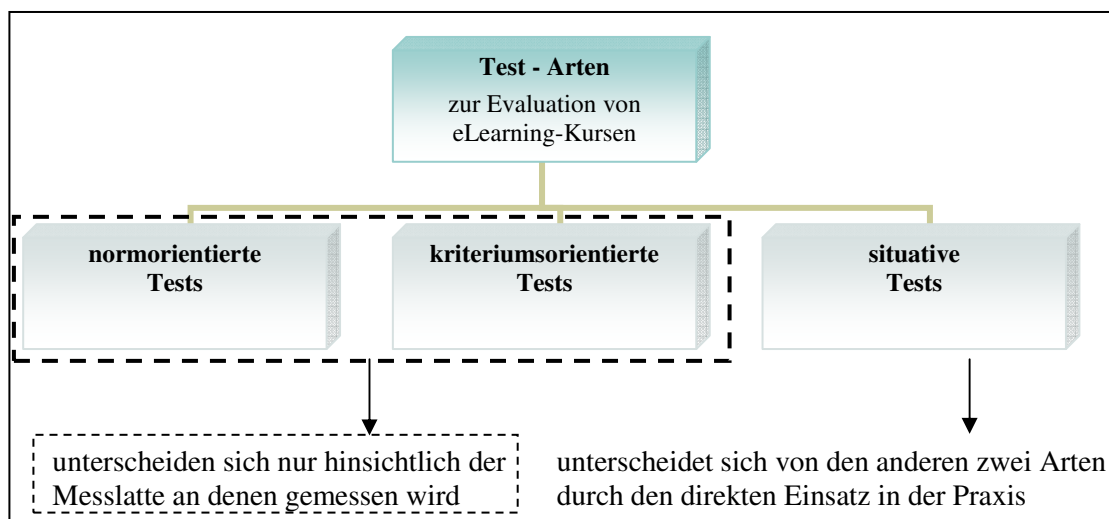 Test - Arten
zur Evaluation von
eLearning-Kursen
normorientierte
Tests
kriteriumsorientierte
Tests
situative
Tests
unterscheiden sich nur hinsichtlich der
Messlatte an denen gemessen wird
unterscheidet sich von den anderen zwei Arten
durch den direkten Einsatz in der Praxis